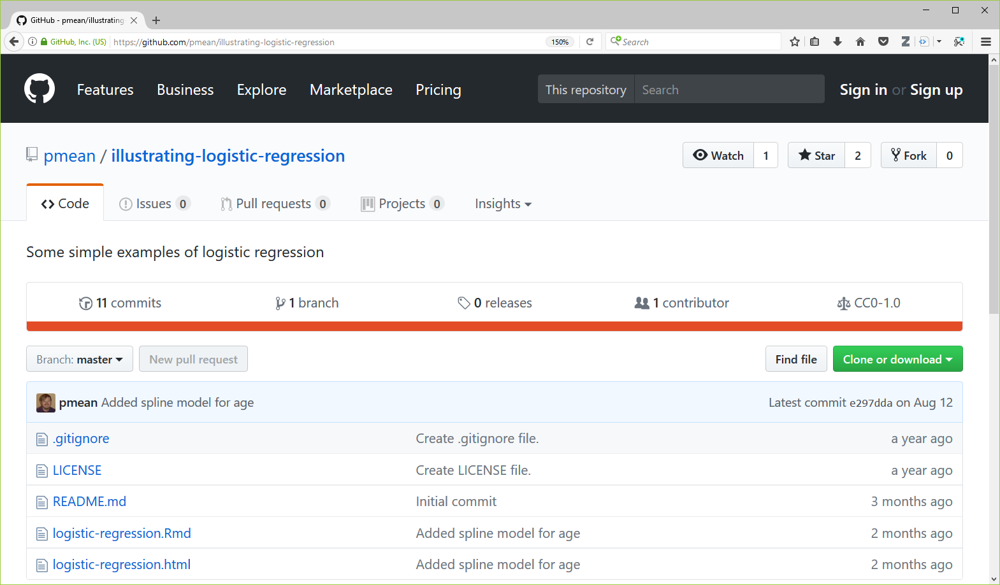 GitHub - pmean/illustrating-
GitHub, Inc. (US) https://github.com/pmean/illustrating-logistic-regression 150% Search
Features Business Explore Marketplace Pricing This repository Search Sign in or Sign up
pmean / illustrating-logistic-regression Watch 1 Star 2 Fork 0
Code Issues 0 Pull requests 0 Projects 0 Insights
Some simple examples of logistic regression
11 commits 1 branch 0 releases 1 contributor CC0-1.0
Branch: master New pull request Find file Clone or download
pmean Added spline model for age Latest commit e297dda on Aug 12
.gitignore Create .gitignore file. a year ago
LICENSE Create LICENSE file. a year ago
README.md Initial commit 3 months ago
logistic-regression.Rmd Added spline model for age 2 months ago
logistic-regression.html Added spline model for age 2 months ago